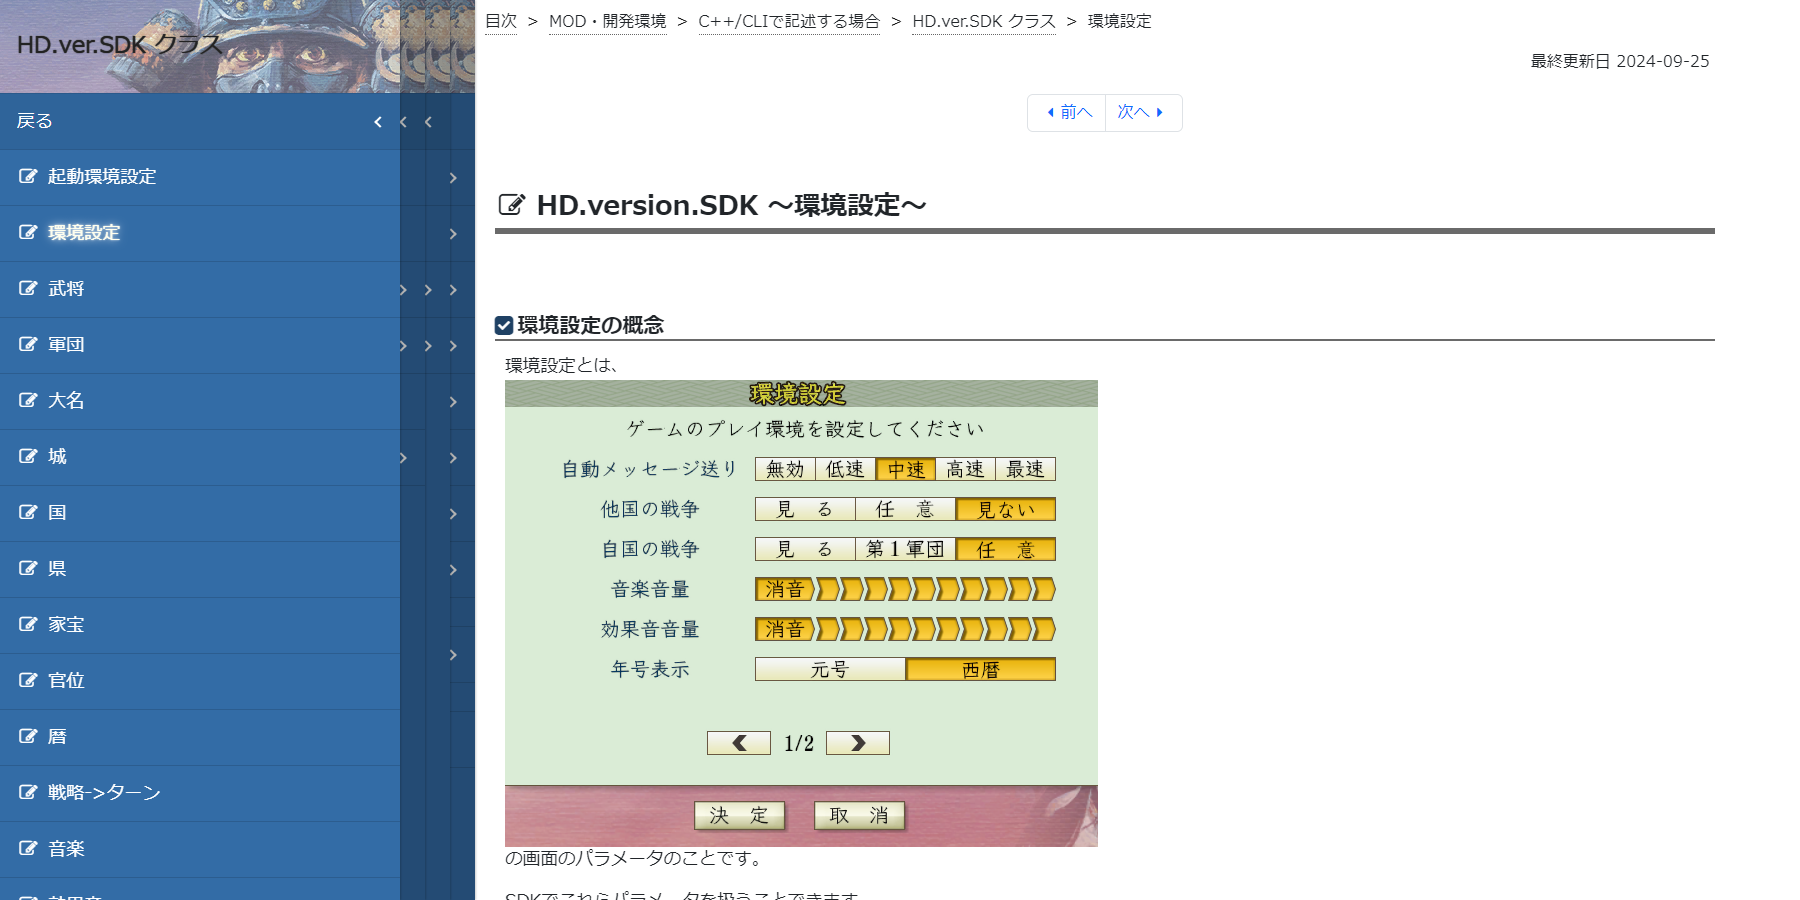 HD.ver.SDK クラス
戻る
起動環境設定
環境設定
武将
軍団
大名
城
国
県
家宝
官位
暦
戦略->ターン
音楽
目次 > MOD・開発環境 > C++/CLIで記述する場合 > HD.ver.SDK クラス > 環境設定
最終更新日 2024-09-25
前へ 次へ
HD.version.SDK ～環境設定～
環境設定の概念
環境設定とは、
環境設定
ゲームのプレイ環境を設定してください
自動メッセージ送り 無効 低速 中速 高速 最速
他国の戦争 見る 任意 見ない
自国の戦争 見る 第1軍団 任意
音楽音量 消音
効果音音量 消音
年号表示 元号 西暦
1/2
決定 取消
の画面のパラメータのことです。
SDKでこれらパラメータを扱うことできます